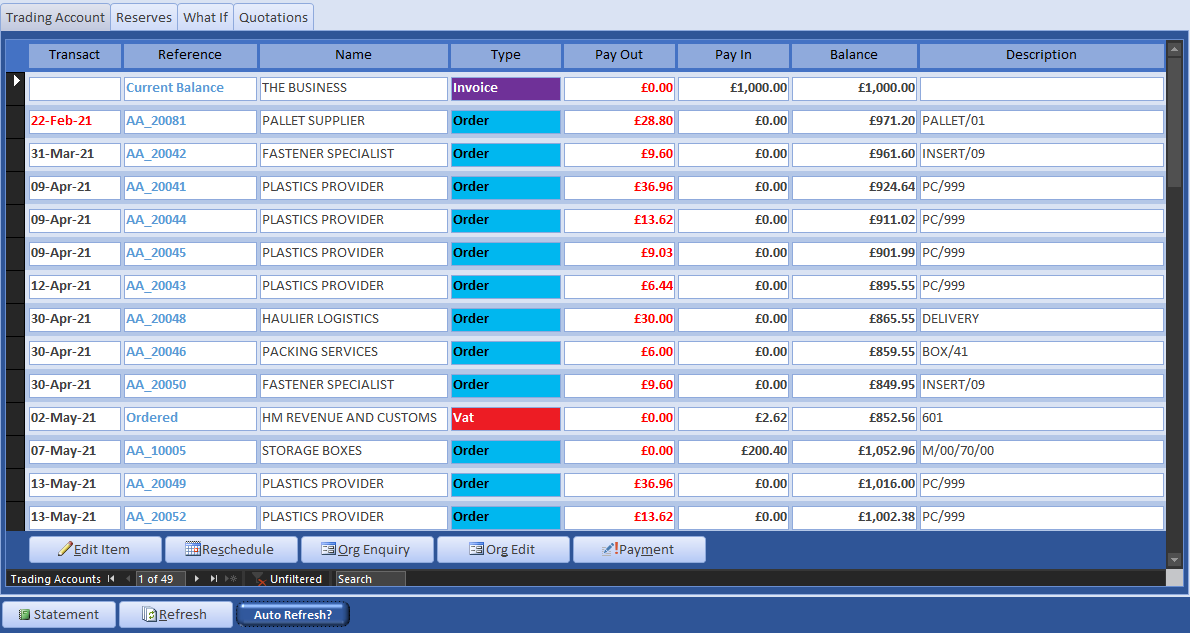 Trading Account Reserves What If Quotations
Transact Reference Name Type Pay Out Pay In Balance Description
Current Balance THE BUSINESS Invoice £0.00 £1,000.00 £1,000.00
22-Feb-21 AA_20081 PALLET SUPPLIER Order £28.80 £0.00 £971.20 PALLET/01
31-Mar-21 AA_20042 FASTENER SPECIALIST Order £9.60 £0.00 £961.60 INSERT/09
09-Apr-21 AA_20041 PLASTICS PROVIDER Order £36.96 £0.00 £924.64 PC/999
09-Apr-21 AA_20044 PLASTICS PROVIDER Order £13.62 £0.00 £911.02 PC/999
09-Apr-21 AA_20045 PLASTICS PROVIDER Order £9.03 £0.00 £901.99 PC/999
12-Apr-21 AA_20043 PLASTICS PROVIDER Order £6.44 £0.00 £895.55 PC/999
30-Apr-21 AA_20048 HAULIER LOGISTICS Order £30.00 £0.00 £865.55 DELIVERY
30-Apr-21 AA_20046 PACKING SERVICES Order £6.00 £0.00 £859.55 BOX/41
30-Apr-21 AA_20050 FASTENER SPECIALIST Order £9.60 £0.00 £849.95 INSERT/09
02-May-21 Ordered HM REVENUE AND CUSTOMS Vat £0.00 £2.62 £852.56 601
07-May-21 AA_10005 STORAGE BOXES Order £0.00 £200.40 £1,052.96 M/00/70/00
13-May-21 AA_20049 PLASTICS PROVIDER Order £36.96 £0.00 £1,016.00 PC/999
13-May-21 AA_20052 PLASTICS PROVIDER Order £13.62 £0.00 £1,002.38 PC/999
Edit Item Reschedule Org Enquiry Org Edit Payment
Trading Accounts 1 of 49 Unfiltered Search
Statement Refresh Auto Refresh?